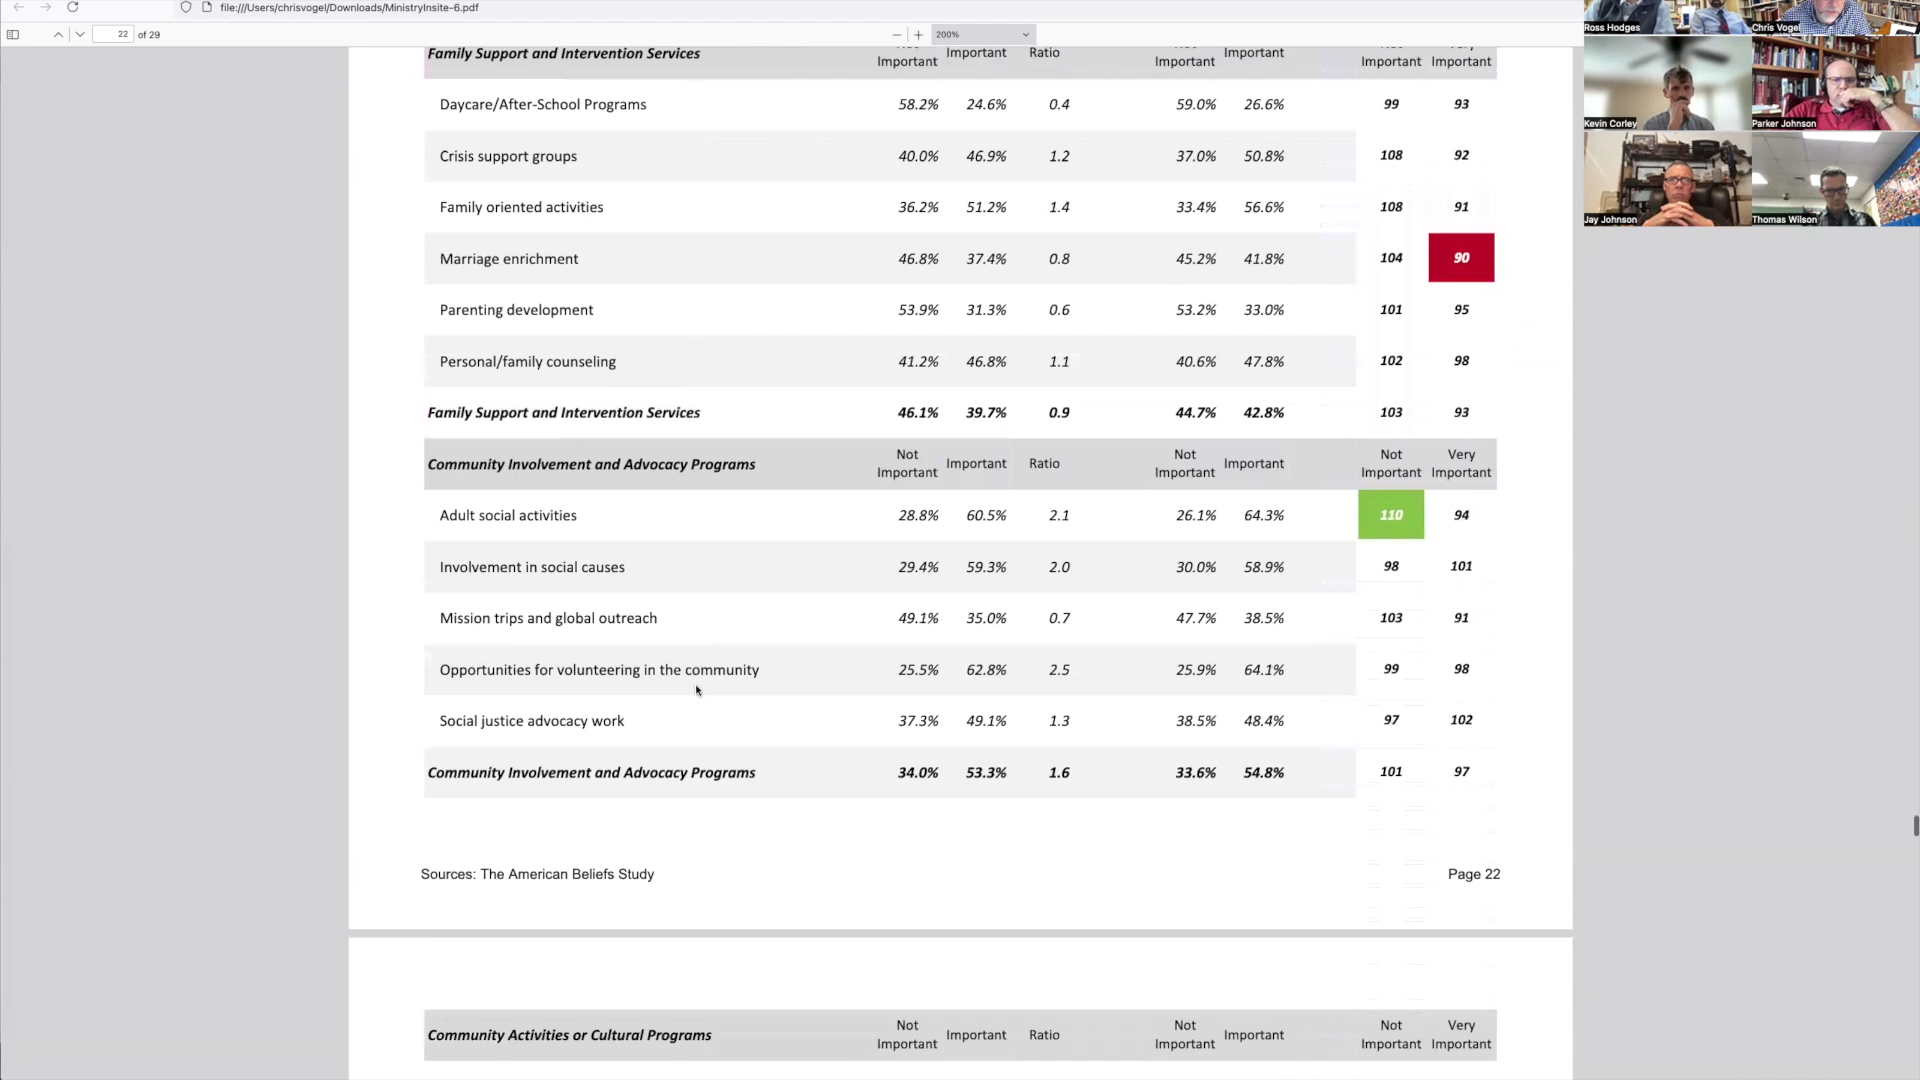 file:///Users/chrisvogel/Downloads/MinistryInsite-6.pdf
22 of 29
200%
Ross Hodges Chris Vogel
Kevin Corley Parker Johnson
Jay Johnson Thomas Wilson
Family Support and Intervention Services Important Important Ratio Important Important Important Important
Daycare/After-School Programs 58.2% 24.6% 0.4 59.0% 26.6% 99 93
Crisis support groups 40.0% 46.9% 1.2 37.0% 50.8% 108 92
Family oriented activities 36.2% 51.2% 1.4 33.4% 56.6% 108 91
Marriage enrichment 46.8% 37.4% 0.8 45.2% 41.8% 104 90
Parenting development 53.9% 31.3% 0.6 53.2% 33.0% 101 95
Personal/family counseling 41.2% 46.8% 1.1 40.6% 47.8% 102 98
Family Support and Intervention Services 46.1% 39.7% 0.9 44.7% 42.8% 103 93
Community Involvement and Advocacy Programs Not Important Important Ratio Not Important Important Not Important Very Important
Adult social activities 28.8% 60.5% 2.1 26.1% 64.3% 110 94
Involvement in social causes 29.4% 59.3% 2.0 30.0% 58.9% 98 101
Mission trips and global outreach 49.1% 35.0% 0.7 47.7% 38.5% 103 91
Opportunities for volunteering in the community 25.5% 62.8% 2.5 25.9% 64.1% 99 98
Social justice advocacy work 37.3% 49.1% 1.3 38.5% 48.4% 97 102
Community Involvement and Advocacy Programs 34.0% 53.3% 1.6 33.6% 54.8% 101 97
Sources: The American Beliefs Study Page 22
Community Activities or Cultural Programs Not Important Important Ratio Not Important Important Not Important Very Important